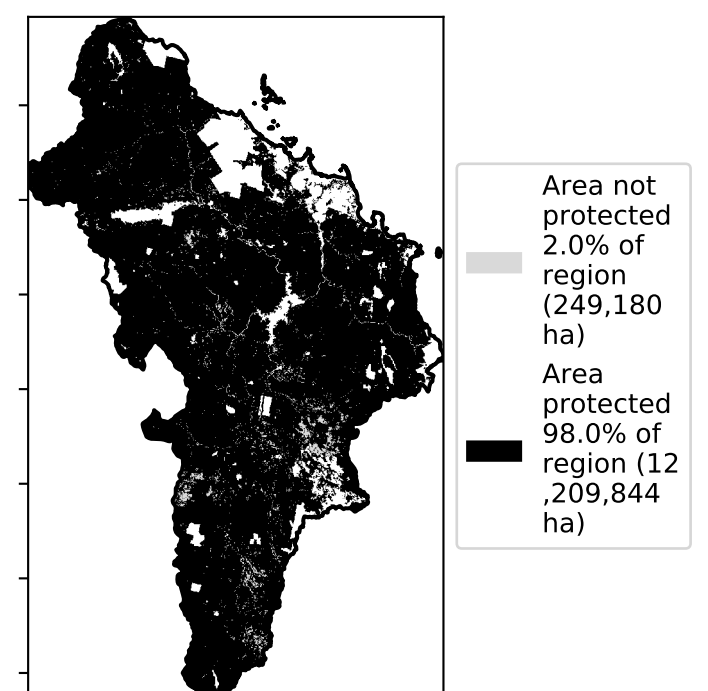 Area not
protected
2.0% of
region
(249,180
ha)
Area
protected
98.0% of
region (12
,209,844
ha)